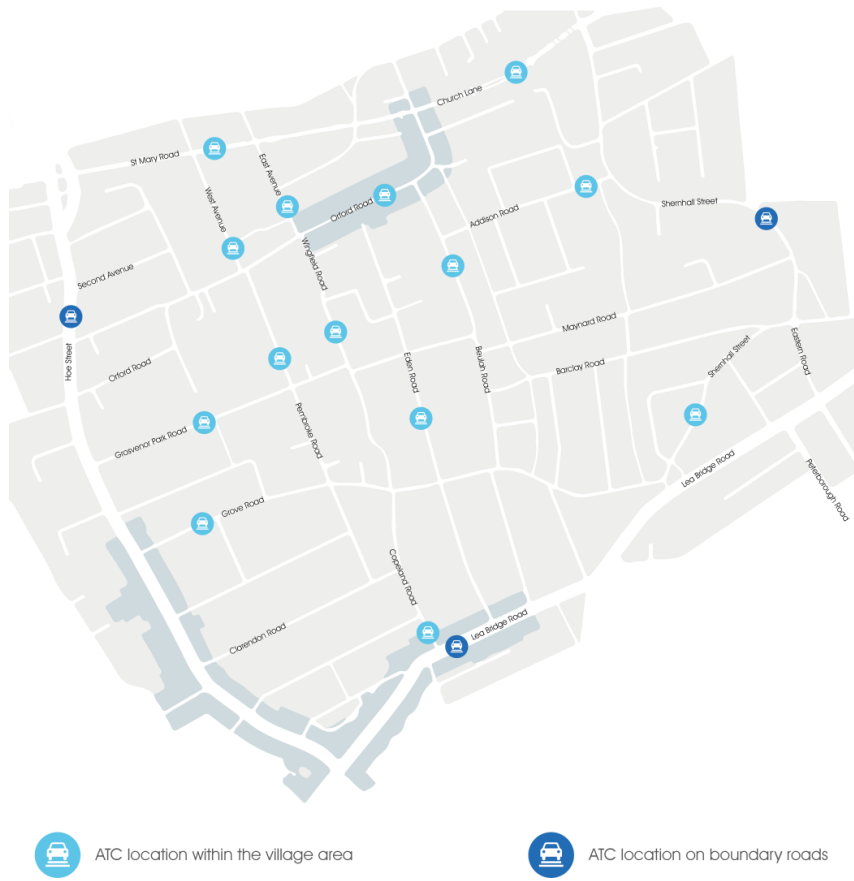 Church Lane
St Mary Road
East Avenue
West Avenue
Orford Road
Addison Road
Shernhall Street
Wingfield Road
Second Avenue
Maynard Road
Hoe Street
Orford Road
Eden Road
Beulah Road
Barclay Road
Shernhall Street
Eastern Road
Grosvenor Park Road
Pembroke Road
Lea Bridge Road
Peterborough Road
Grove Road
Copeland Road
Clarendon Road
Lea Bridge Road
ATC location within the village area
ATC location on boundary roads